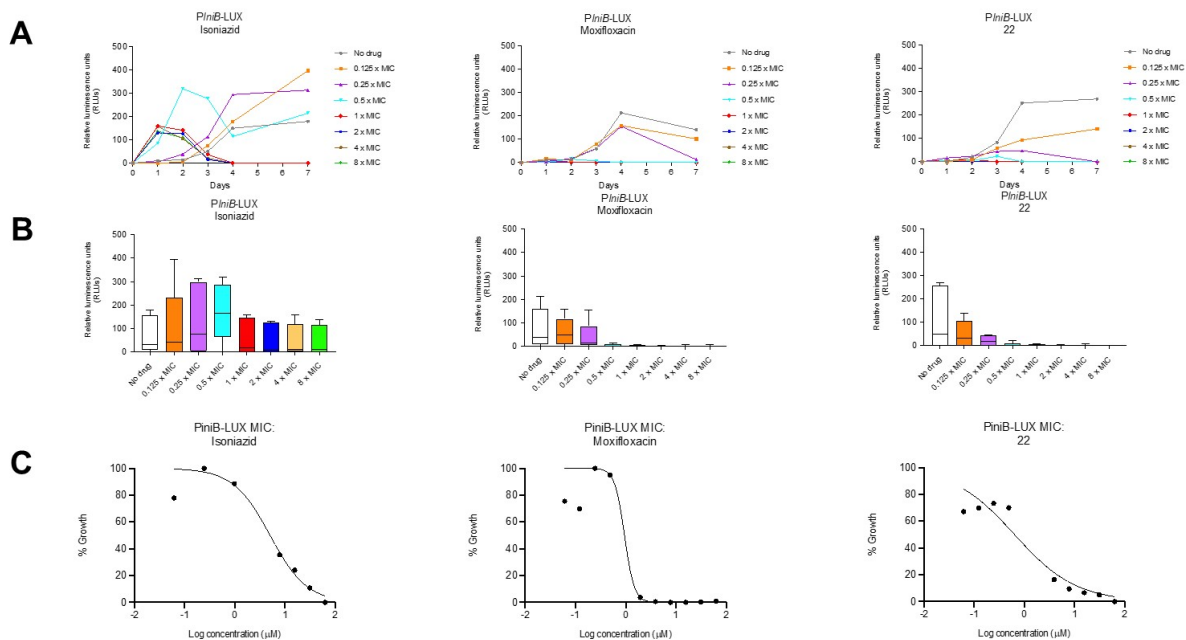 A
PIniB-LUX
Isoniazid
Relative luminescence units
(RLUs)
500
400
300
200
100
0
0 1 2 3 4 5 6 7
Days
No drug
0.125 x MIC
0.25 x MIC
0.5 x MIC
1 x MIC
2 x MIC
4 x MIC
8 x MIC
PIniB-LUX
Moxifloxacin
Relative luminescence units
(RLUs)
500
400
300
200
100
0
0 1 2 3 4 5 6 7
Days
No drug
0.125 x MIC
0.25 x MIC
0.5 x MIC
1 x MIC
2 x MIC
4 x MIC
8 x MIC
PIniB-LUX
22
Relative luminescence units
(RLUs)
500
400
300
200
100
0
0 1 2 3 4 5 6 7
Days
No drug
0.125 x MIC
0.25 x MIC
0.5 x MIC
1 x MIC
2 x MIC
4 x MIC
8 x MIC
B
PIniB-LUX
Isoniazid
Relative luminescence units
(RLUs)
500
400
300
200
100
0
No drug
0.125 x MIC
0.25 x MIC
0.5 x MIC
1 x MIC
2 x MIC
4 x MIC
8 x MIC
PIniB-LUX
Moxifloxacin
Relative luminescence units
(RLUs)
500
400
300
200
100
0
No drug
0.125 x MIC
0.25 x MIC
0.5 x MIC
1 x MIC
2 x MIC
4 x MIC
8 x MIC
PIniB-LUX
22
Relative luminescence units
(RLUs)
500
400
300
200
100
0
No drug
0.125 x MIC
0.25 x MIC
0.5 x MIC
1 x MIC
2 x MIC
4 x MIC
8 x MIC
C
PiniB-LUX MIC:
Isoniazid
% Growth
100
80
60
40
20
0
-2 -1 0 1 2
Log concentration (µM)
PiniB-LUX MIC:
Moxifloxacin
% Growth
100
80
60
40
20
0
-2 -1 0 1 2
Log concentration (µM)
PiniB-LUX MIC:
22
% Growth
100
80
60
40
20
0
-2 -1 0 1 2
Log concentration (µM)